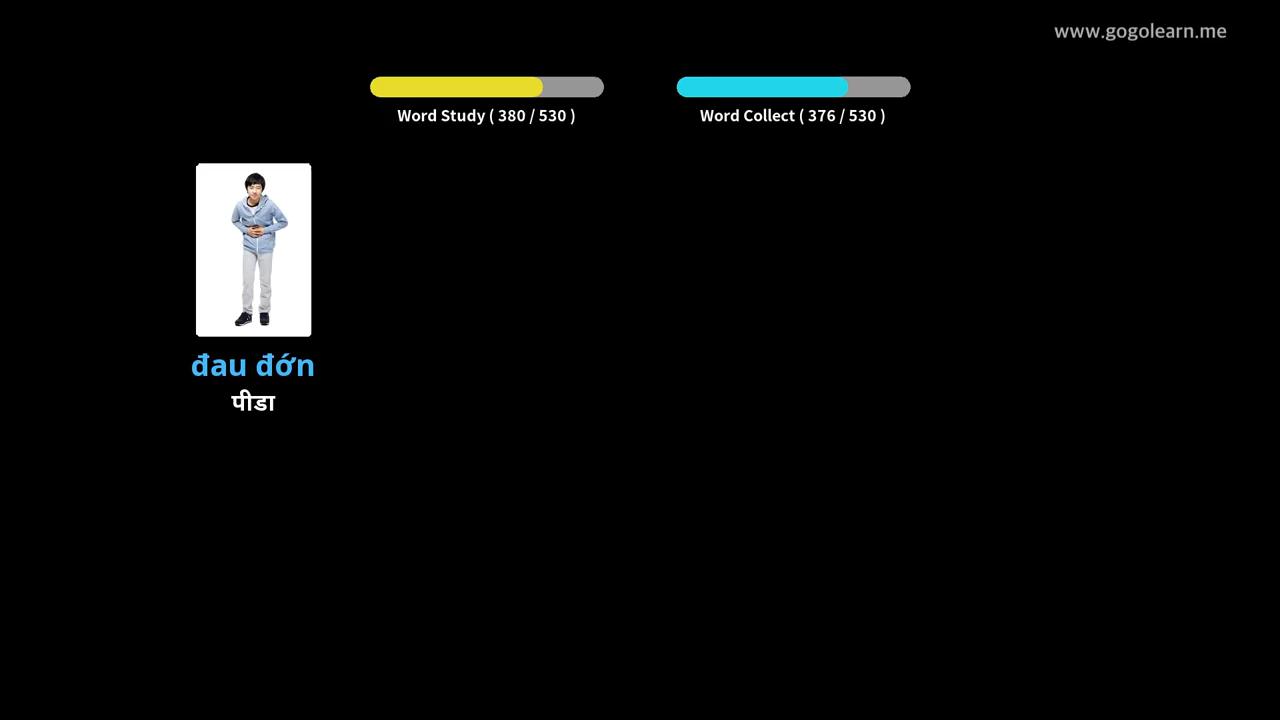 www.gogolearn.me
Word Study ( 380 / 530 )
Word Collect ( 376 / 530 )
đau đớn
पीडा